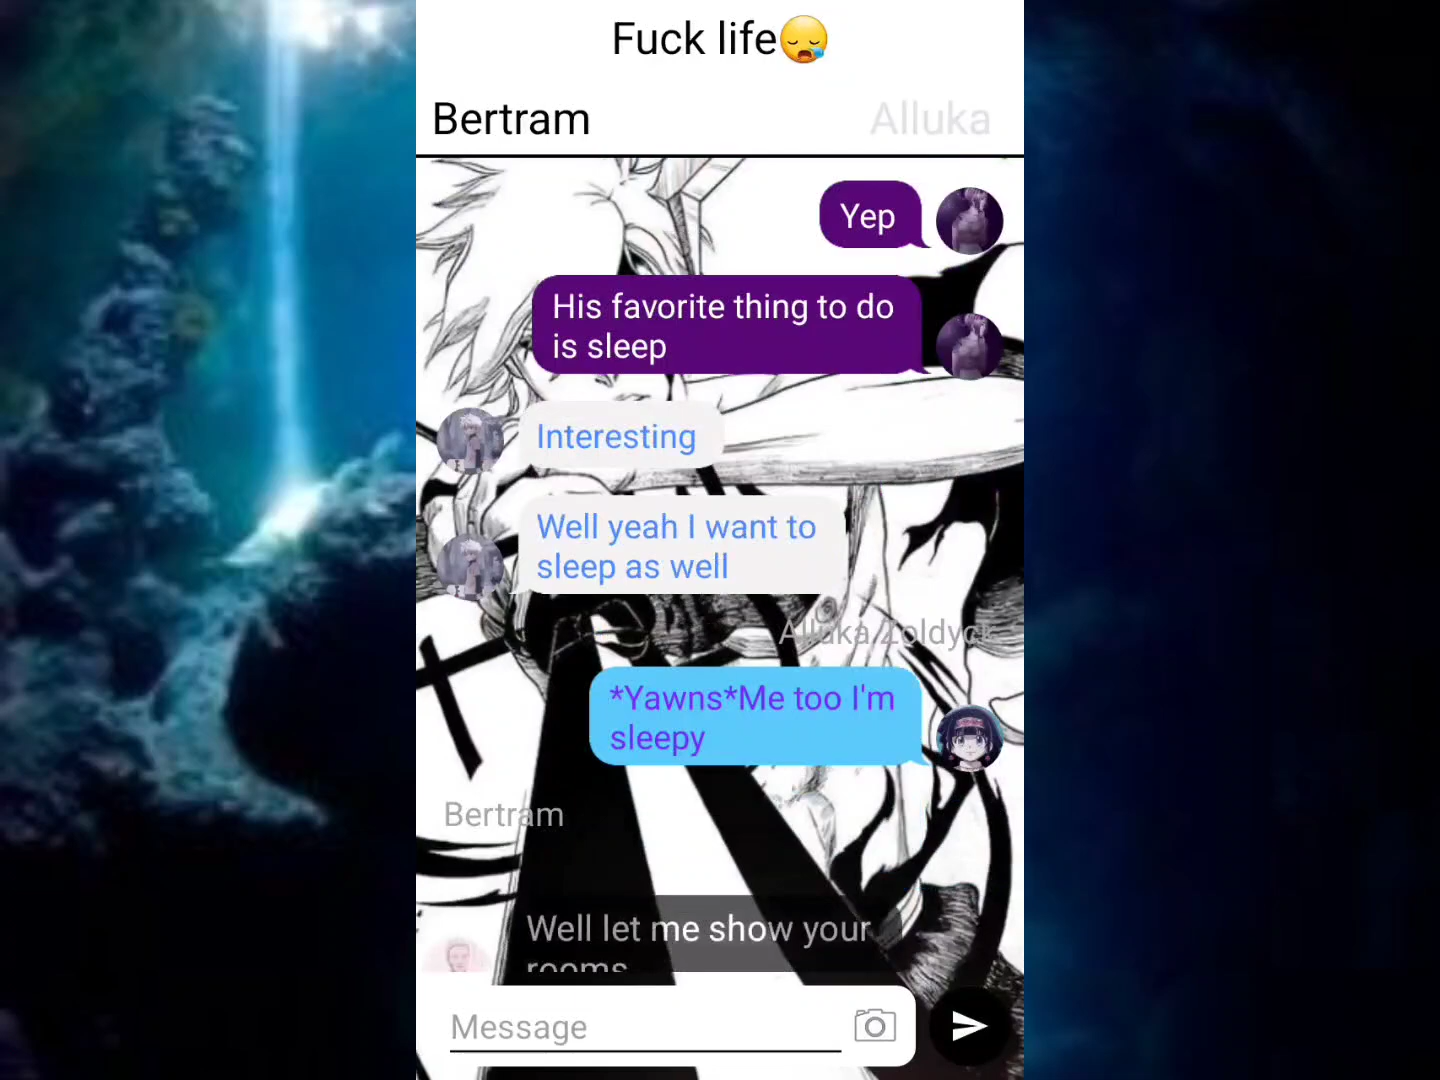 Fuck life😪
Bertram
Alluka
Yep
His favorite thing to do
is sleep
Interesting
Well yeah I want to
sleep as well
Alluka Zoldyck
*Yawns*Me too I'm
sleepy
Bertram
Well let me show your
rooms
Message